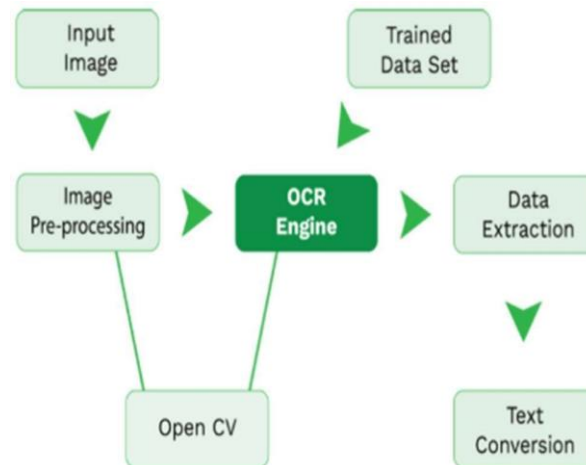 Input
Image
Trained
Data Set
Image
Pre-processing
OCR
Engine
Data
Extraction
Open CV
Text
Conversion